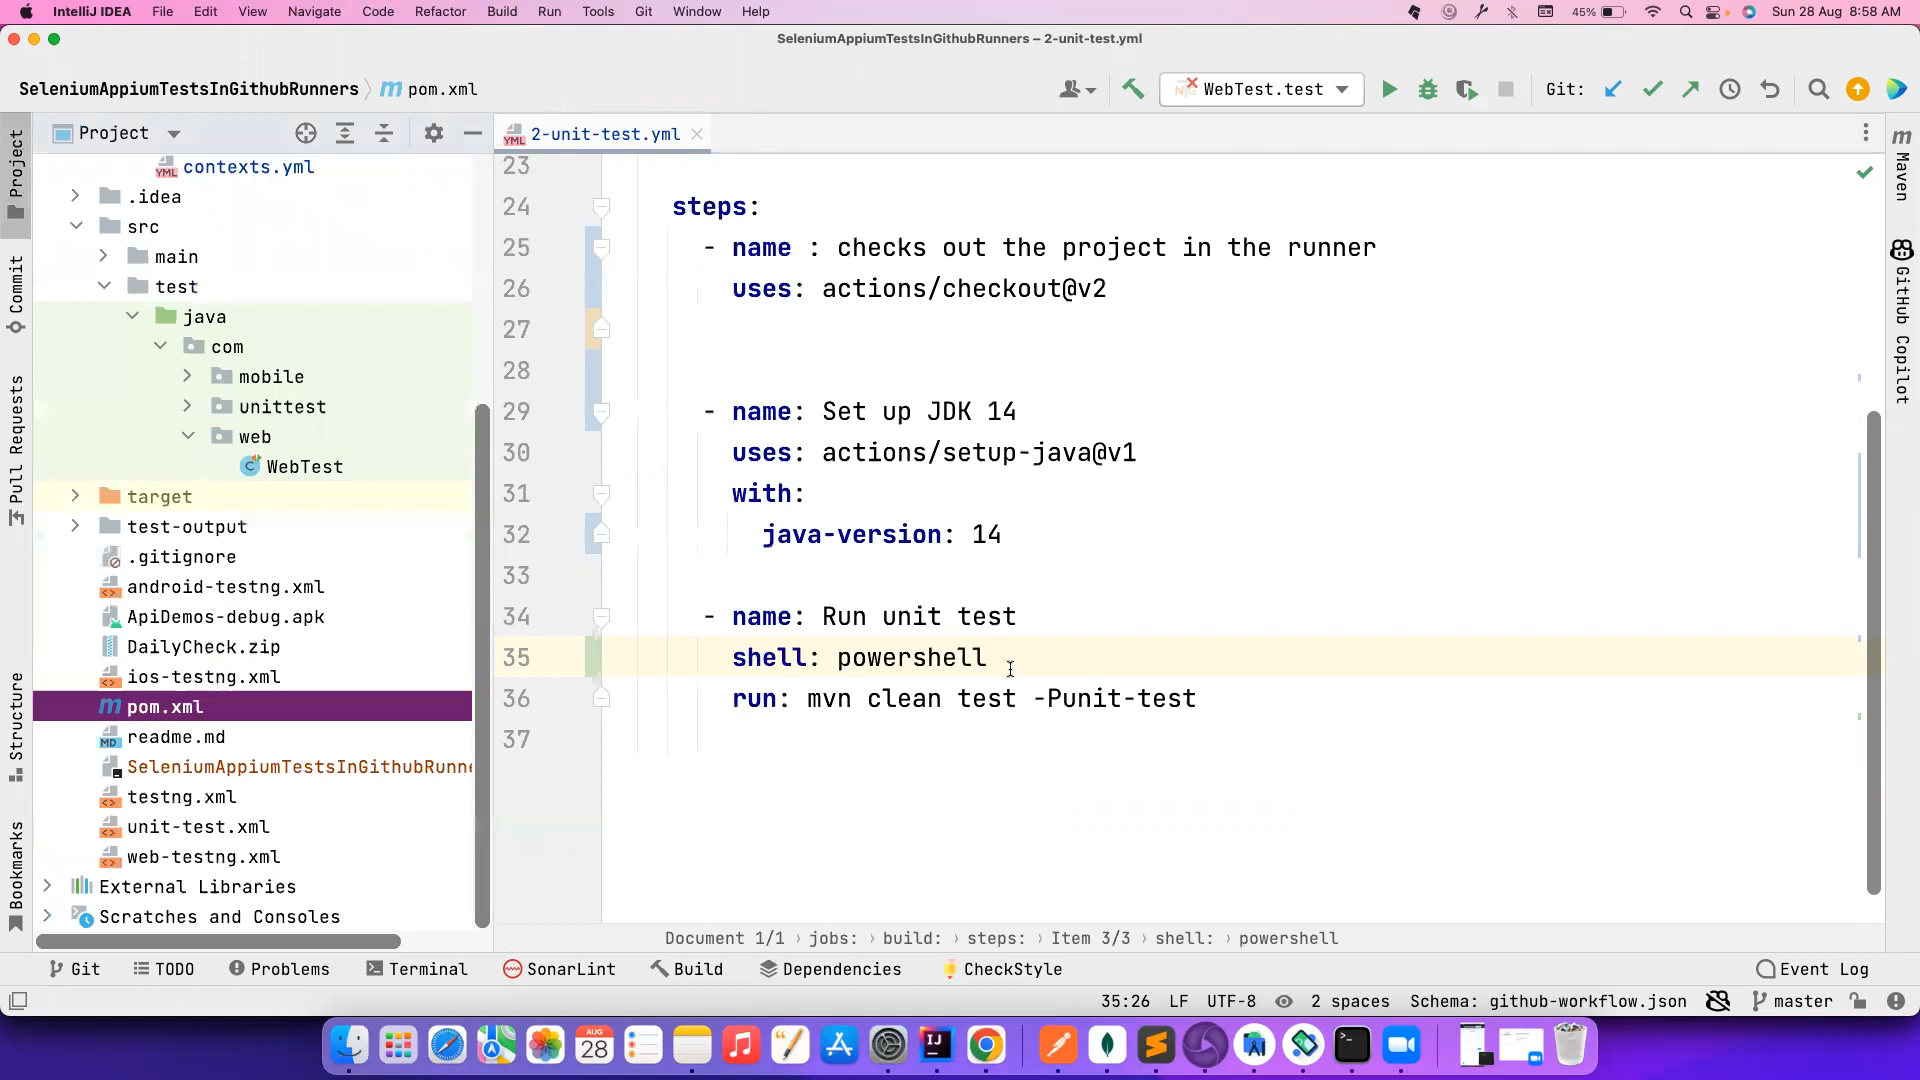 IntelliJ IDEA File Edit View Navigate Code Refactor Build Run Tools Git Window Help 45% Sun 28 Aug 8:58 AM
SeleniumAppiumTestsInGithubRunners – 2-unit-test.yml
SeleniumAppiumTestsInGithubRunners pom.xml WebTest.test Git:
Project
2-unit-test.yml
contexts.yml
.idea
src
main
test
java
com
mobile
unittest
web
WebTest
target
test-output
.gitignore
android-testng.xml
ApiDemos-debug.apk
DailyCheck.zip
ios-testng.xml
pom.xml
readme.md
SeleniumAppiumTestsInGithubRunne
testng.xml
unit-test.xml
web-testng.xml
External Libraries
Scratches and Consoles
Project
Commit
Pull Requests
Structure
Bookmarks
23
24 steps:
25 - name : checks out the project in the runner
26 uses: actions/checkout@v2
27
28
29 - name: Set up JDK 14
30 uses: actions/setup-java@v1
31 with:
32 java-version: 14
33
34 - name: Run unit test
35 shell: powershell
36 run: mvn clean test -Punit-test
37
Maven
GitHub Copilot
Document 1/1 › jobs: › build: › steps: › Item 3/3 › shell: › powershell
Git TODO Problems Terminal SonarLint Build Dependencies CheckStyle Event Log
35:26 LF UTF-8 2 spaces Schema: github-workflow.json master
AUG
28